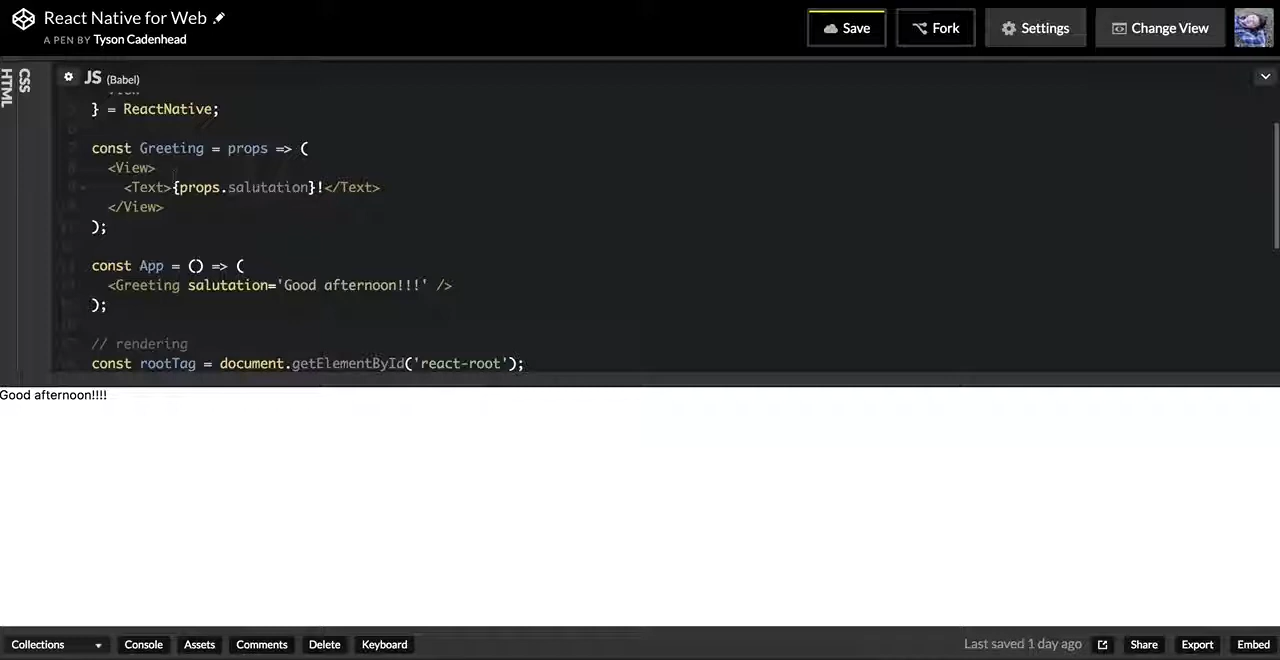 React Native for Web
A PEN BY Tyson Cadenhead
Save
Fork
Settings
Change View
HTML
CSS
JS (Babel)
} = ReactNative;
const Greeting = props => (
<View>
<Text>{props.salutation}!</Text>
</View>
);
const App = () => (
<Greeting salutation='Good afternoon!!!' />
);
// rendering
const rootTag = document.getElementById('react-root');
Good afternoon!!!!
Collections
Console
Assets
Comments
Delete
Keyboard
Last saved 1 day ago
Share
Export
Embed